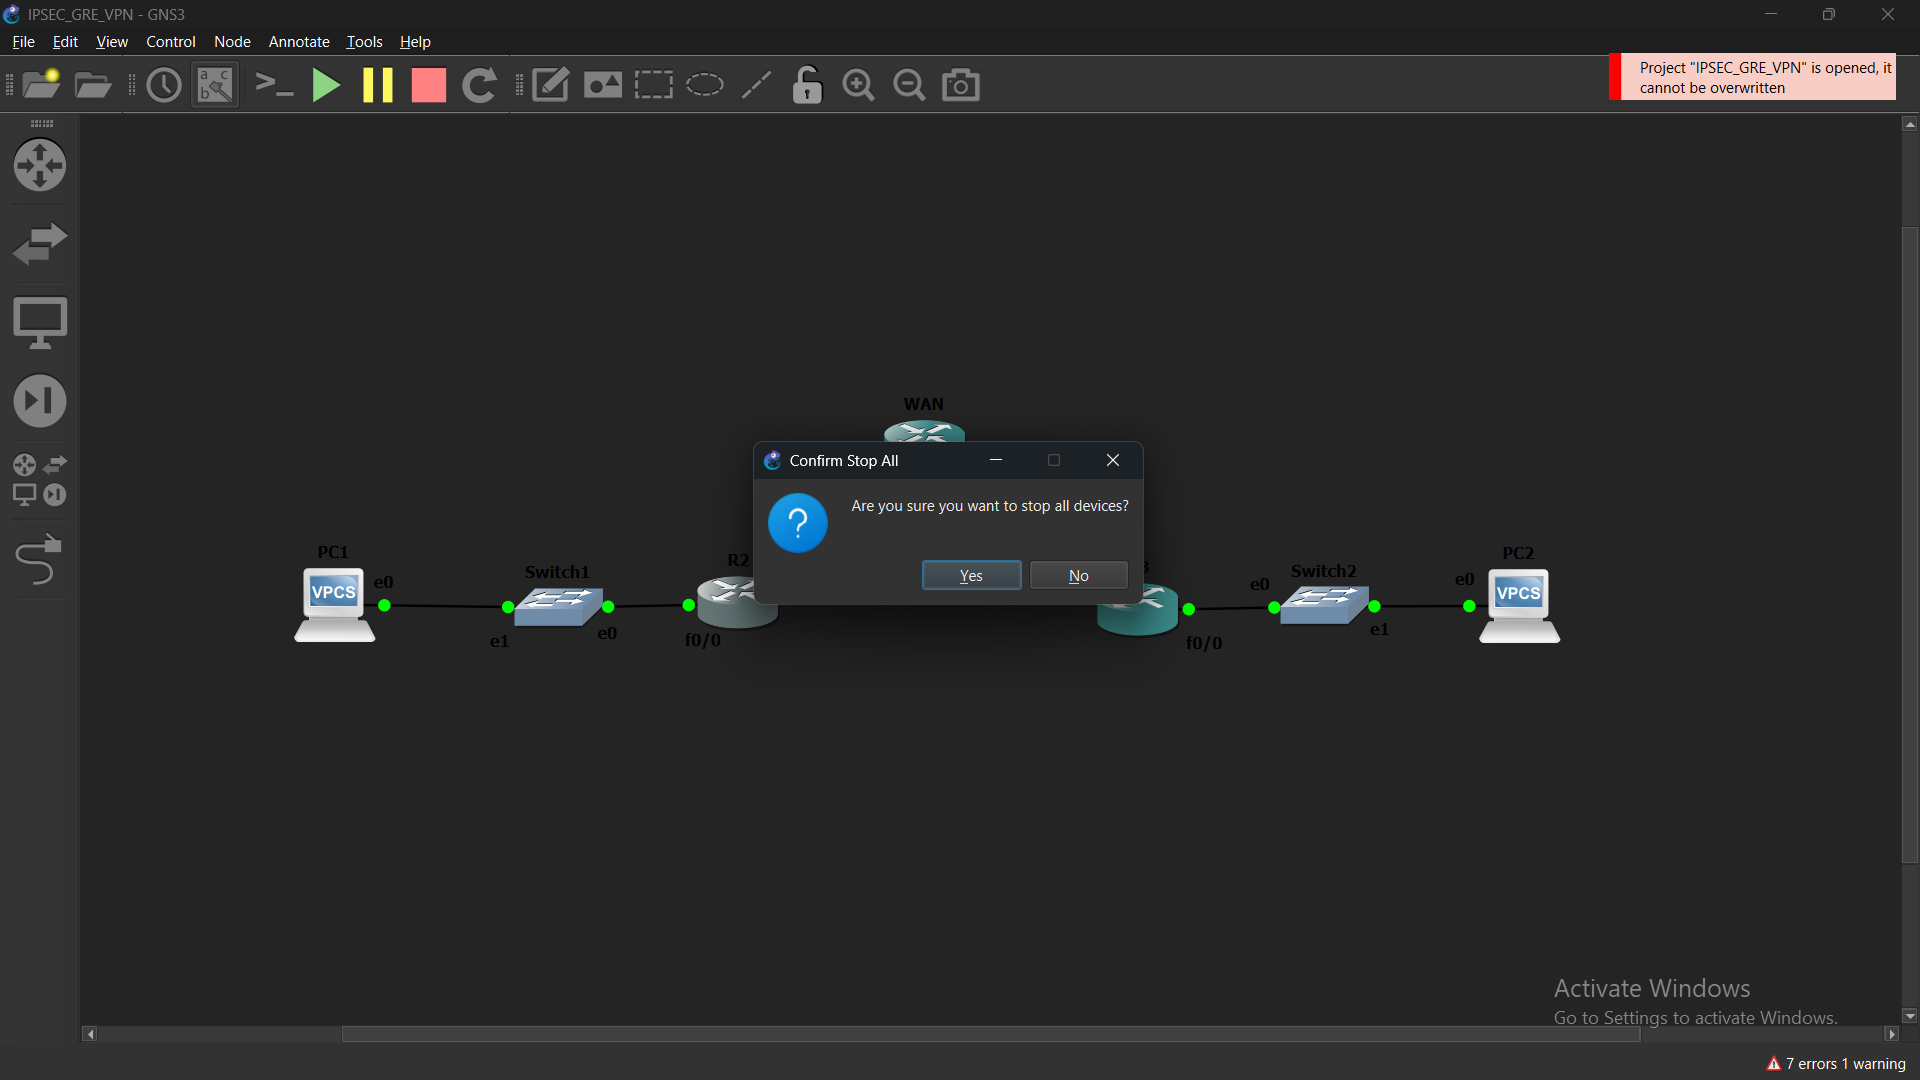 IPSEC_GRE_VPN - GNS3
File Edit View Control Node Annotate Tools Help
Project "IPSEC_GRE_VPN" is opened, it
cannot be overwritten
a c
b
WAN
Confirm Stop All
Are you sure you want to stop all devices?
?
Yes No
PC1
VPCS
e0
Switch1
e1
e0
R2
f0/0
3
f0/0
e0
Switch2
e1
e0
PC2
VPCS
Activate Windows
Go to Settings to activate Windows.
7 errors 1 warning